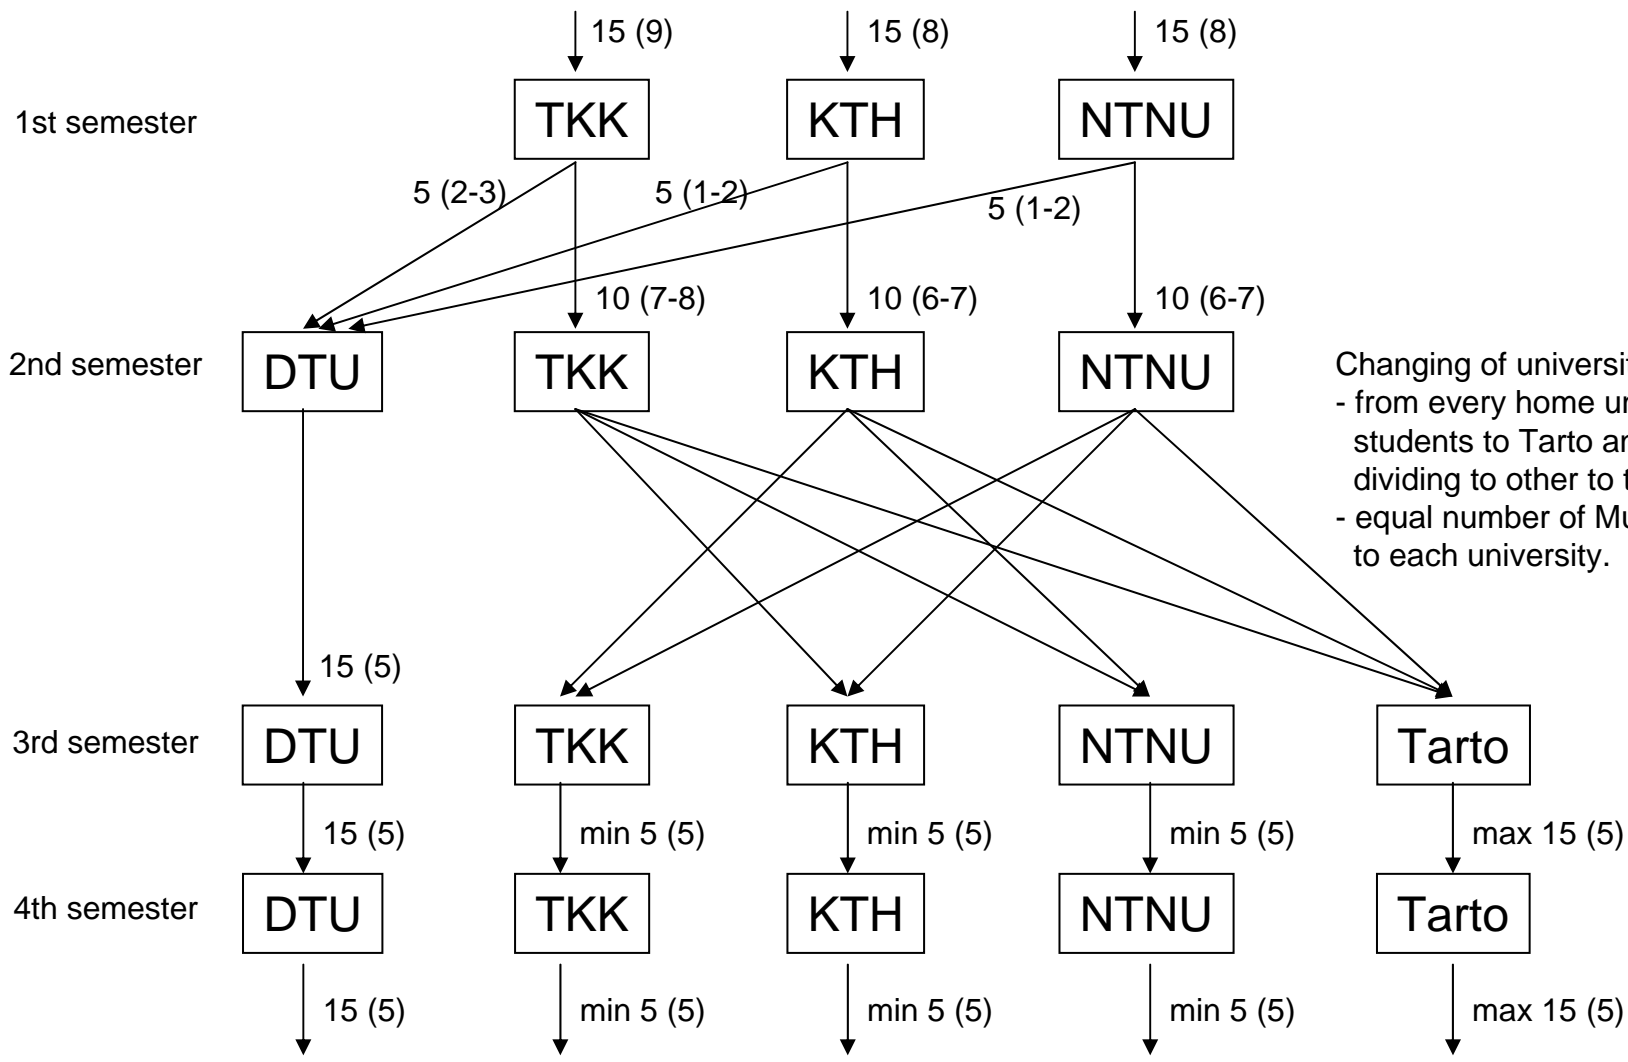 15 (9) 15 (8) 15 (8)
1st semester TKK KTH NTNU
5 (2-3) 5 (1-2) 5 (1-2)
10 (7-8) 10 (6-7) 10 (6-7)
2nd semester DTU TKK KTH NTNU
Changing of
- from every home
students to Tarto
dividing to other to
- equal number of
to each university.
15 (5)
3rd semester DTU TKK KTH NTNU Tarto
15 (5) min 5 (5) min 5 (5) min 5 (5) max 15 (5)
4th semester DTU TKK KTH NTNU Tarto
15 (5) min 5 (5) min 5 (5) min 5 (5) max 15 (5)